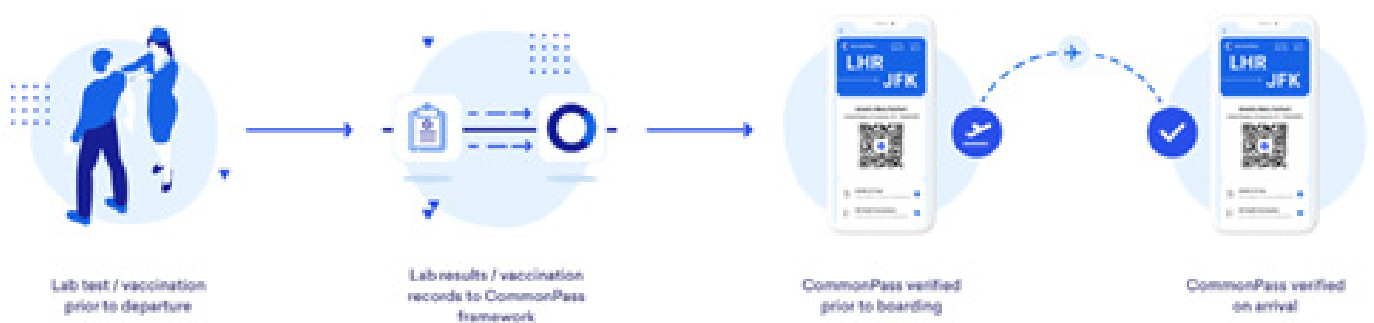 Lab test / vaccination
prior to departure
Lab results / vaccination
records to CommonPass
framework
LHR
JFK
CommonPass verified
prior to boarding
LHR
JFK
CommonPass verified
on arrival